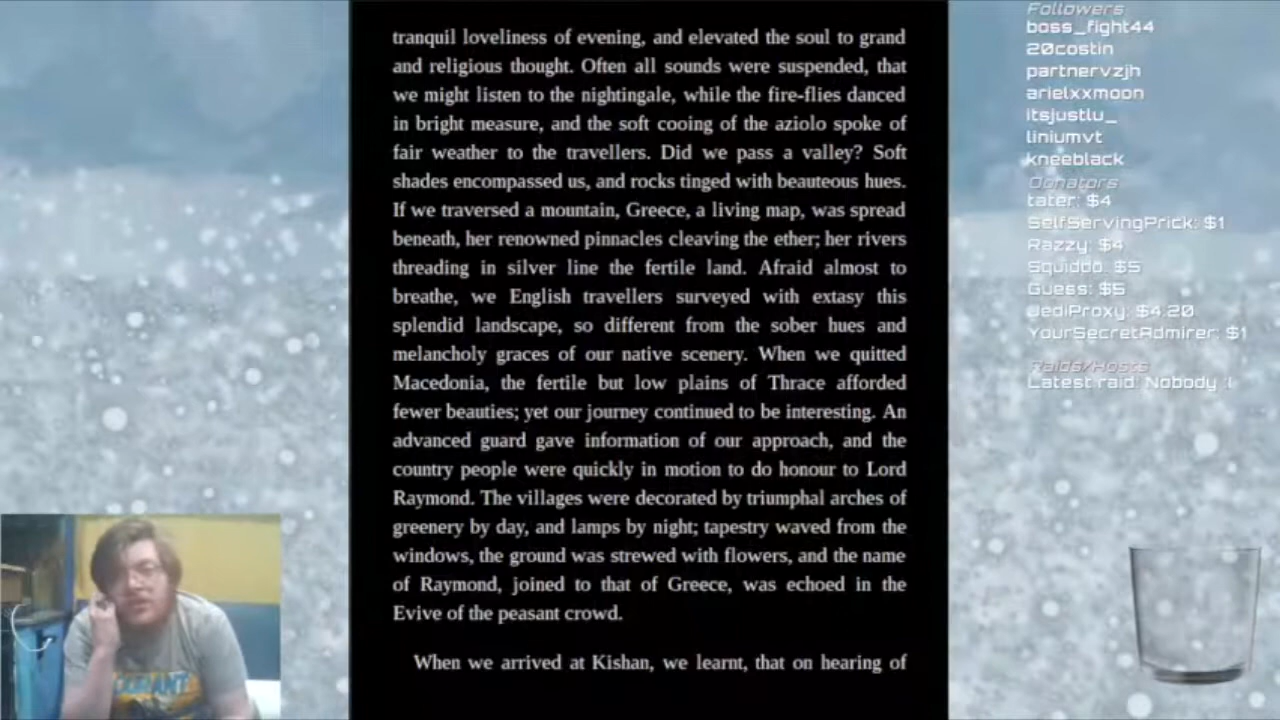 tranquil loveliness of evening, and elevated the soul to grand
and religious thought. Often all sounds were suspended, that
we might listen to the nightingale, while the fire-flies danced
in bright measure, and the soft cooing of the aziolo spoke of
fair weather to the travellers. Did we pass a valley? Soft
shades encompassed us, and rocks tinged with beauteous hues.
If we traversed a mountain, Greece, a living map, was spread
beneath, her renowned pinnacles cleaving the ether; her rivers
threading in silver line the fertile land. Afraid almost to
breathe, we English travellers surveyed with extasy this
splendid landscape, so different from the sober hues and
melancholy graces of our native scenery. When we quitted
Macedonia, the fertile but low plains of Thrace afforded
fewer beauties; yet our journey continued to be interesting. An
advanced guard gave information of our approach, and the
country people were quickly in motion to do honour to Lord
Raymond. The villages were decorated by triumphal arches of
greenery by day, and lamps by night; tapestry waved from the
windows, the ground was strewed with flowers, and the name
of Raymond, joined to that of Greece, was echoed in the
Evive of the peasant crowd.
When we arrived at Kishan, we learnt, that on hearing of
Followers
boss_fight44
20costin
partnervzjh
arielxxmoon
itsjustlu_
liniumvt
kneeblack
Donators
tater: $4
SelfServingPrick: $1
Razzy: $4
Squiddo: $5
Guess: $5
JediProxy: $4.20
YourSecretAdmirer: $1
Raids/Hosts
Latest raid: Nobody :(